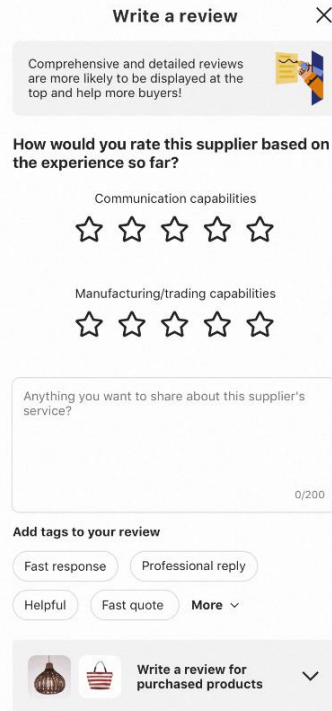 Write a review
Comprehensive and detailed reviews
are more likely to be displayed at the
top and help more buyers!
How would you rate this supplier based on
the experience so far?
Communication capabilities
Manufacturing/trading capabilities
Anything you want to share about this supplier's
service?
0/200
Add tags to your review
Fast response
Professional reply
Helpful
Fast quote
More
Write a review for
purchased products